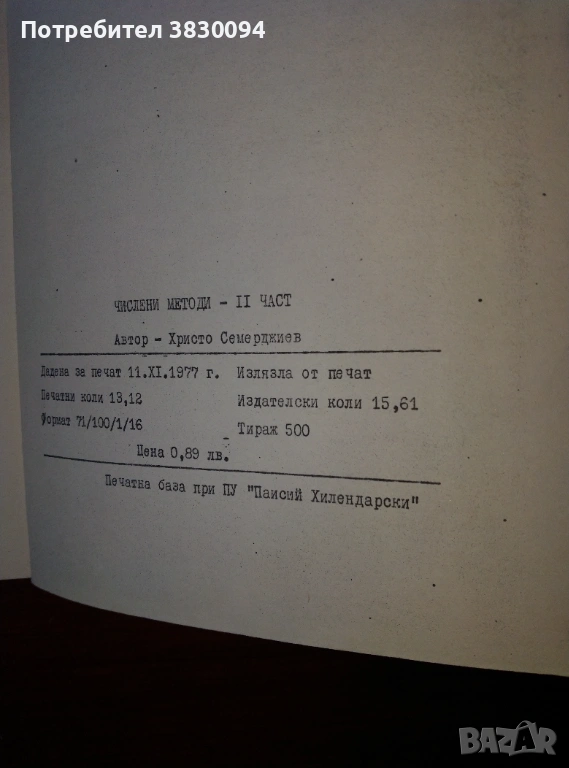 Потребител 3830094
ЧИСЛЕНИ МЕТОДИ - II ЧАСТ
Автор - Христо Семерджиев
Дадена за печат 11.XI.1977 г. Излязла от печат
Печатни коли 13,12 Издателски коли 15,61
Формат 71/100/1/16 Тираж 500
Цена 0,89 лв.
Печатна база при ПУ "Паисий Хилендарски"
BAZAR